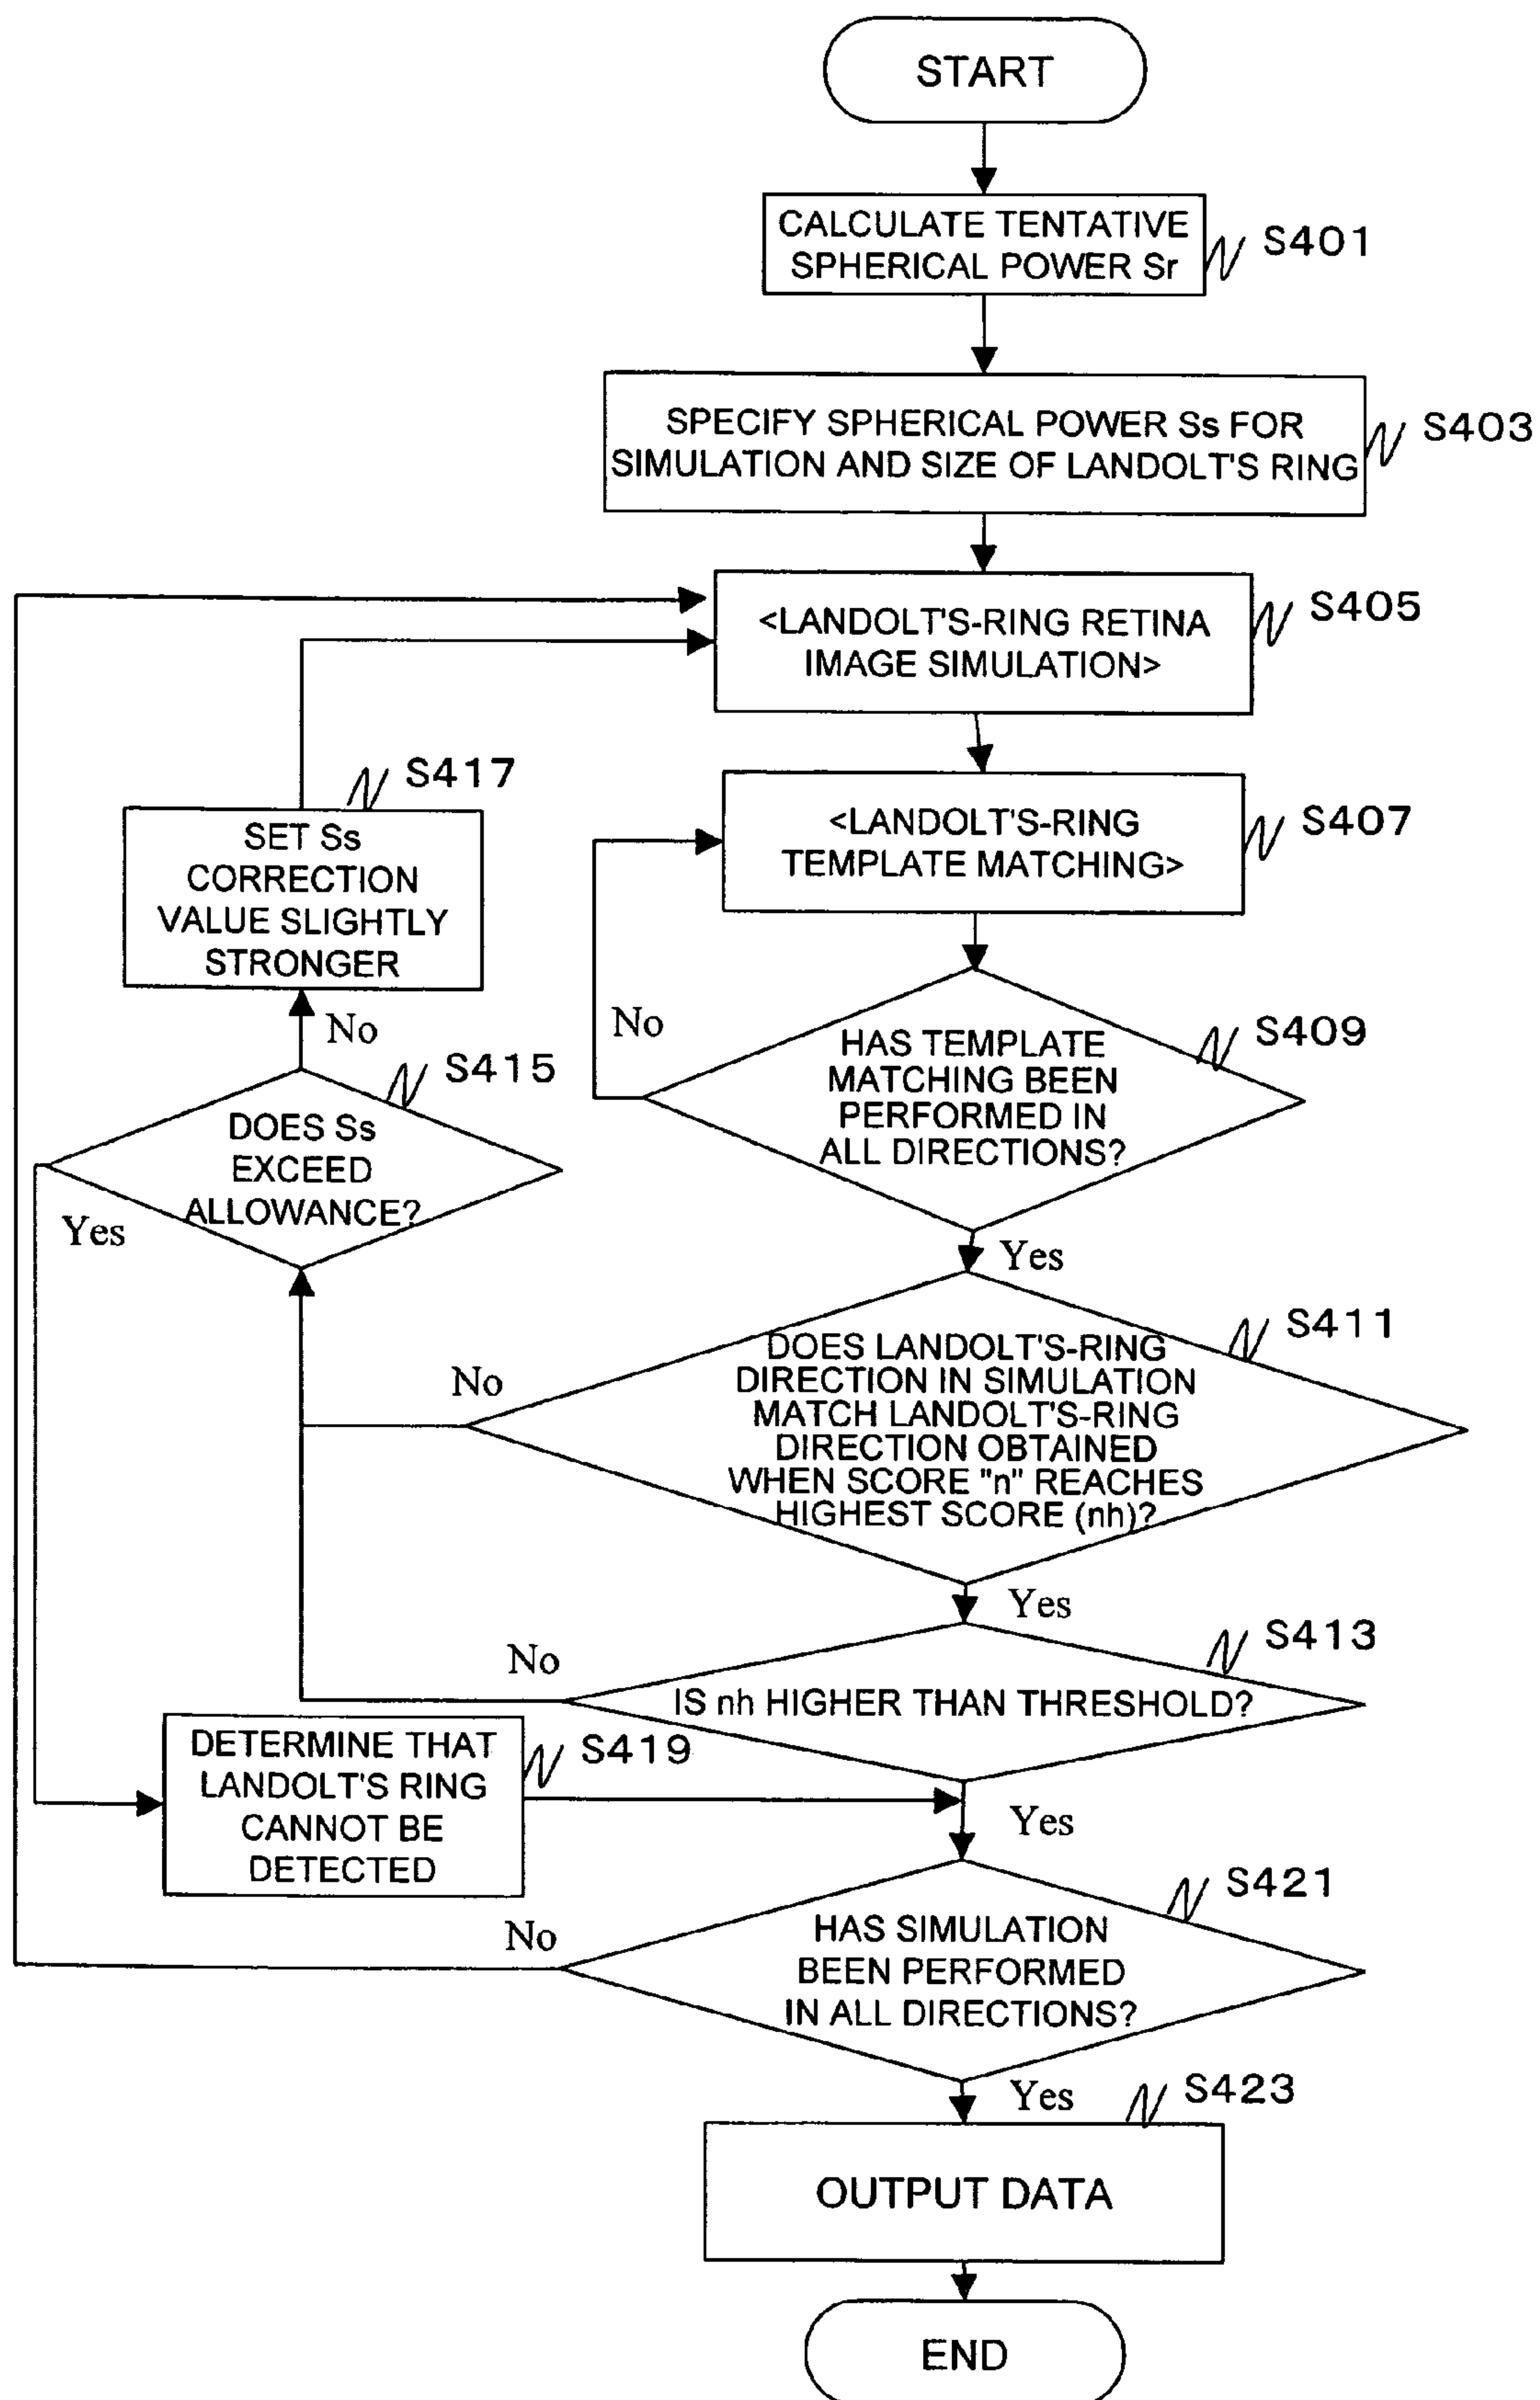 START
CALCULATE TENTATIVE
SPHERICAL POWER Sr
S401
SPECIFY SPHERICAL POWER Ss FOR
SIMULATION AND SIZE OF LANDOLT'S RING
S403
<LANDOLT'S-RING RETINA
IMAGE SIMULATION>
S405
S417
SET Ss
CORRECTION
VALUE SLIGHTLY
STRONGER
<LANDOLT'S-RING
TEMPLATE MATCHING>
S407
No
No
HAS TEMPLATE
MATCHING BEEN
PERFORMED IN
ALL DIRECTIONS?
S409
S415
DOES Ss
EXCEED
ALLOWANCE?
Yes
Yes
No
DOES LANDOLT'S-RING
DIRECTION IN SIMULATION
MATCH LANDOLT'S-RING
DIRECTION OBTAINED
WHEN SCORE "n" REACHES
HIGHEST SCORE (nh)?
S411
Yes
No
IS nh HIGHER THAN THRESHOLD?
S413
DETERMINE THAT
LANDOLT'S RING
CANNOT BE
DETECTED
S419
Yes
No
HAS SIMULATION
BEEN PERFORMED
IN ALL DIRECTIONS?
S421
Yes
S423
OUTPUT DATA
END